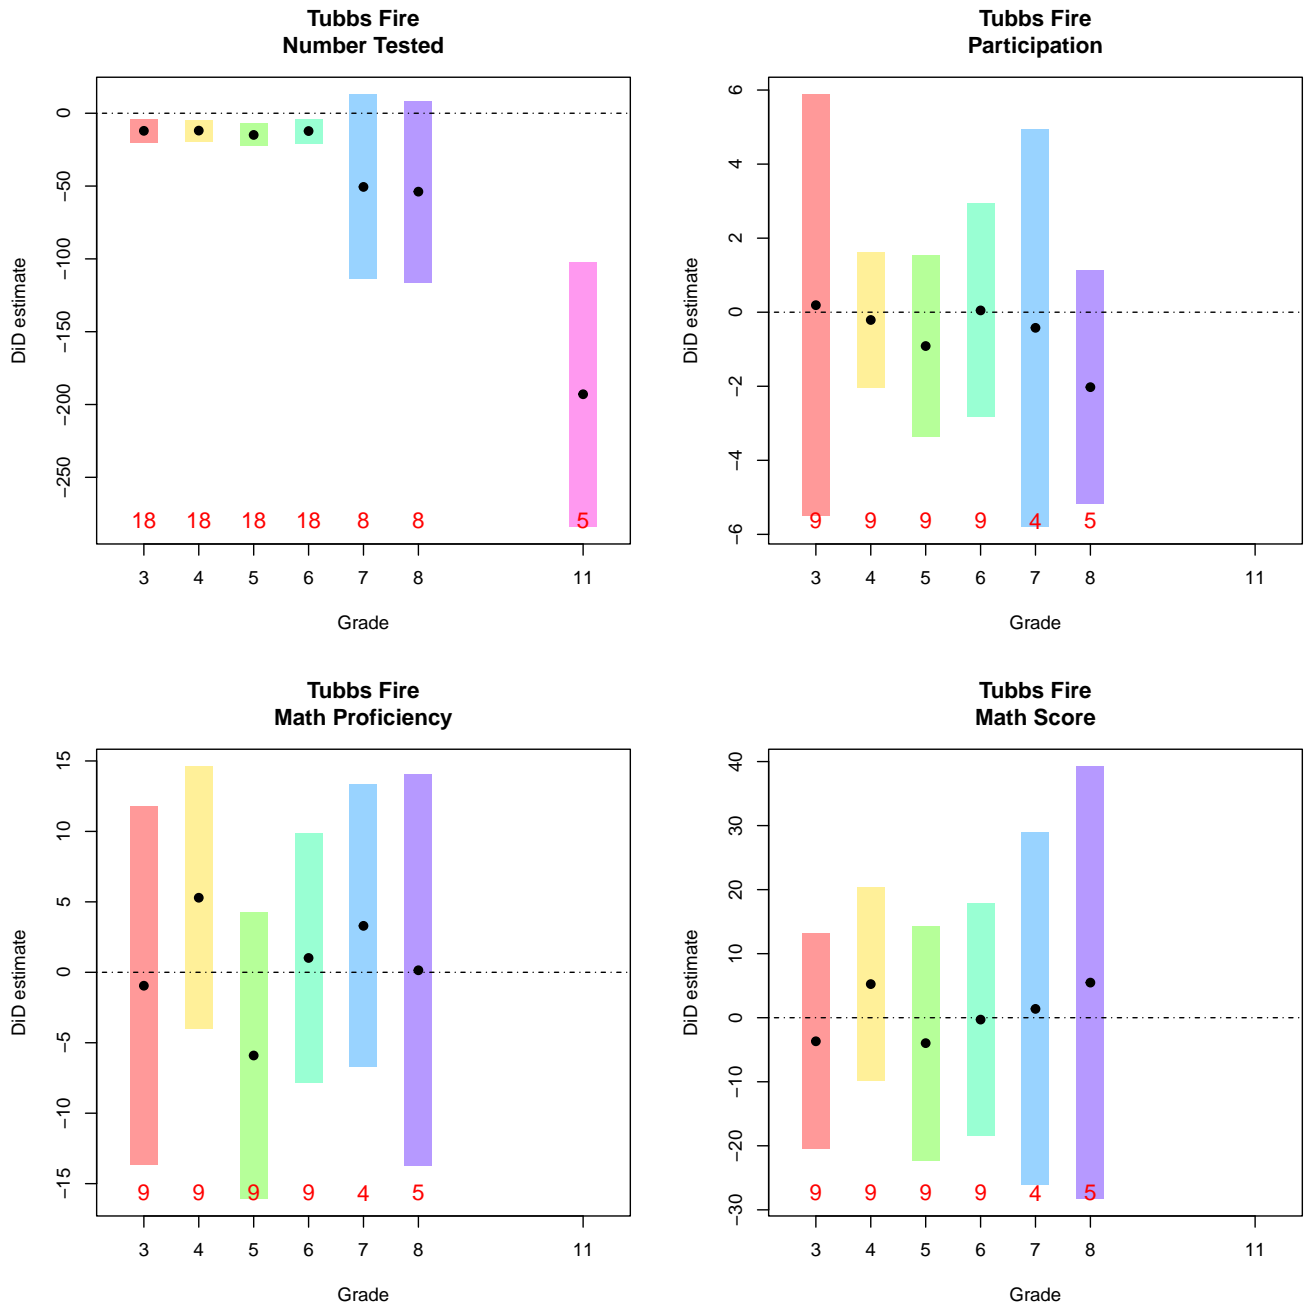 Tubbs Fire
Number Tested
DiD estimate
0
−50
−100
−150
−200
−250
18 18 18 18 8 8 5
3 4 5 6 7 8 11
Grade
Tubbs Fire
Participation
DiD estimate
6
4
2
0
−2
−4
−6
9 9 9 9 4 5
3 4 5 6 7 8 11
Grade
Tubbs Fire
Math Proficiency
DiD estimate
15
10
5
0
−5
−10
−15
9 9 9 9 4 5
3 4 5 6 7 8 11
Grade
Tubbs Fire
Math Score
DiD estimate
40
30
20
10
0
−10
−20
−30
9 9 9 9 4 5
3 4 5 6 7 8 11
Grade